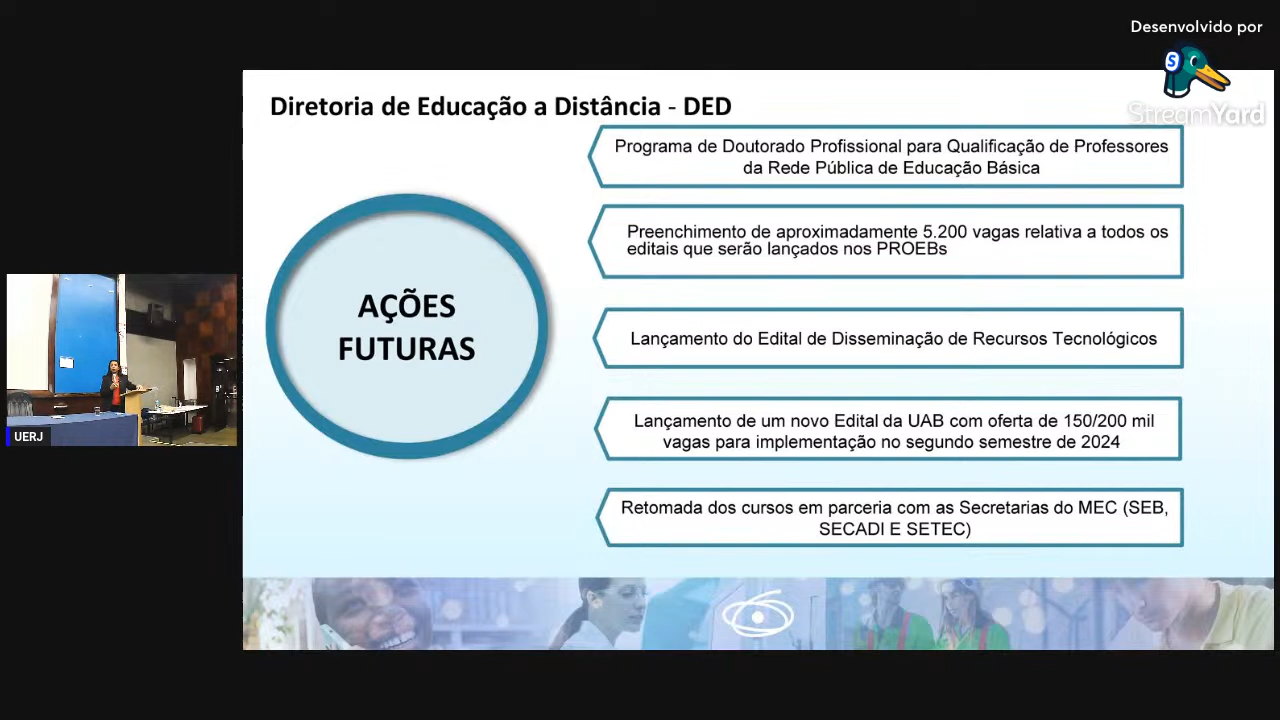 Desenvolvido por
S
StreamYard
Diretoria de Educação a Distância - DED
AÇÕES
FUTURAS
Programa de Doutorado Profissional para Qualificação de Professores
da Rede Pública de Educação Básica
Preenchimento de aproximadamente 5.200 vagas relativa a todos os
editais que serão lançados nos PROEBs
Lançamento do Edital de Disseminação de Recursos Tecnológicos
Lançamento de um novo Edital da UAB com oferta de 150/200 mil
vagas para implementação no segundo semestre de 2024
Retomada dos cursos em parceria com as Secretarias do MEC (SEB,
SECADI E SETEC)
UERJ